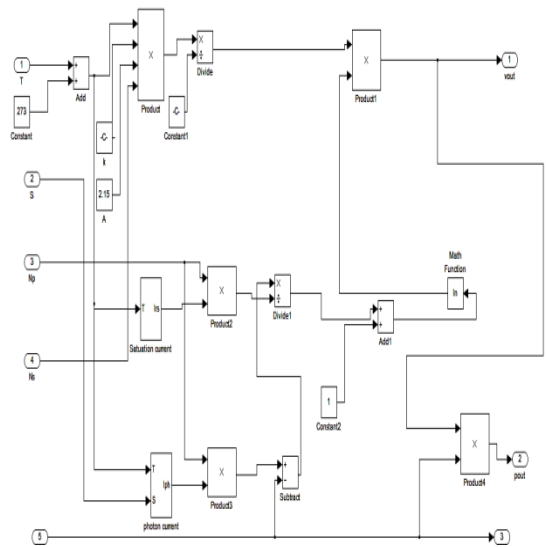 1
T
+
+
Add
273
Constant
X
Product
X
÷
Divide
-C-
Constant1
-C-
k
2.15
A
X
Product1
1
vout
2
S
3
Np
T
Ins
Satuation current
X
Product2
X
÷
Divide1
+
+
Add1
Math
Function
ln
4
Ns
1
Constant2
T
S
Iph
photon current
X
Product3
+
−
Subtract
X
Product4
2
pout
5
3